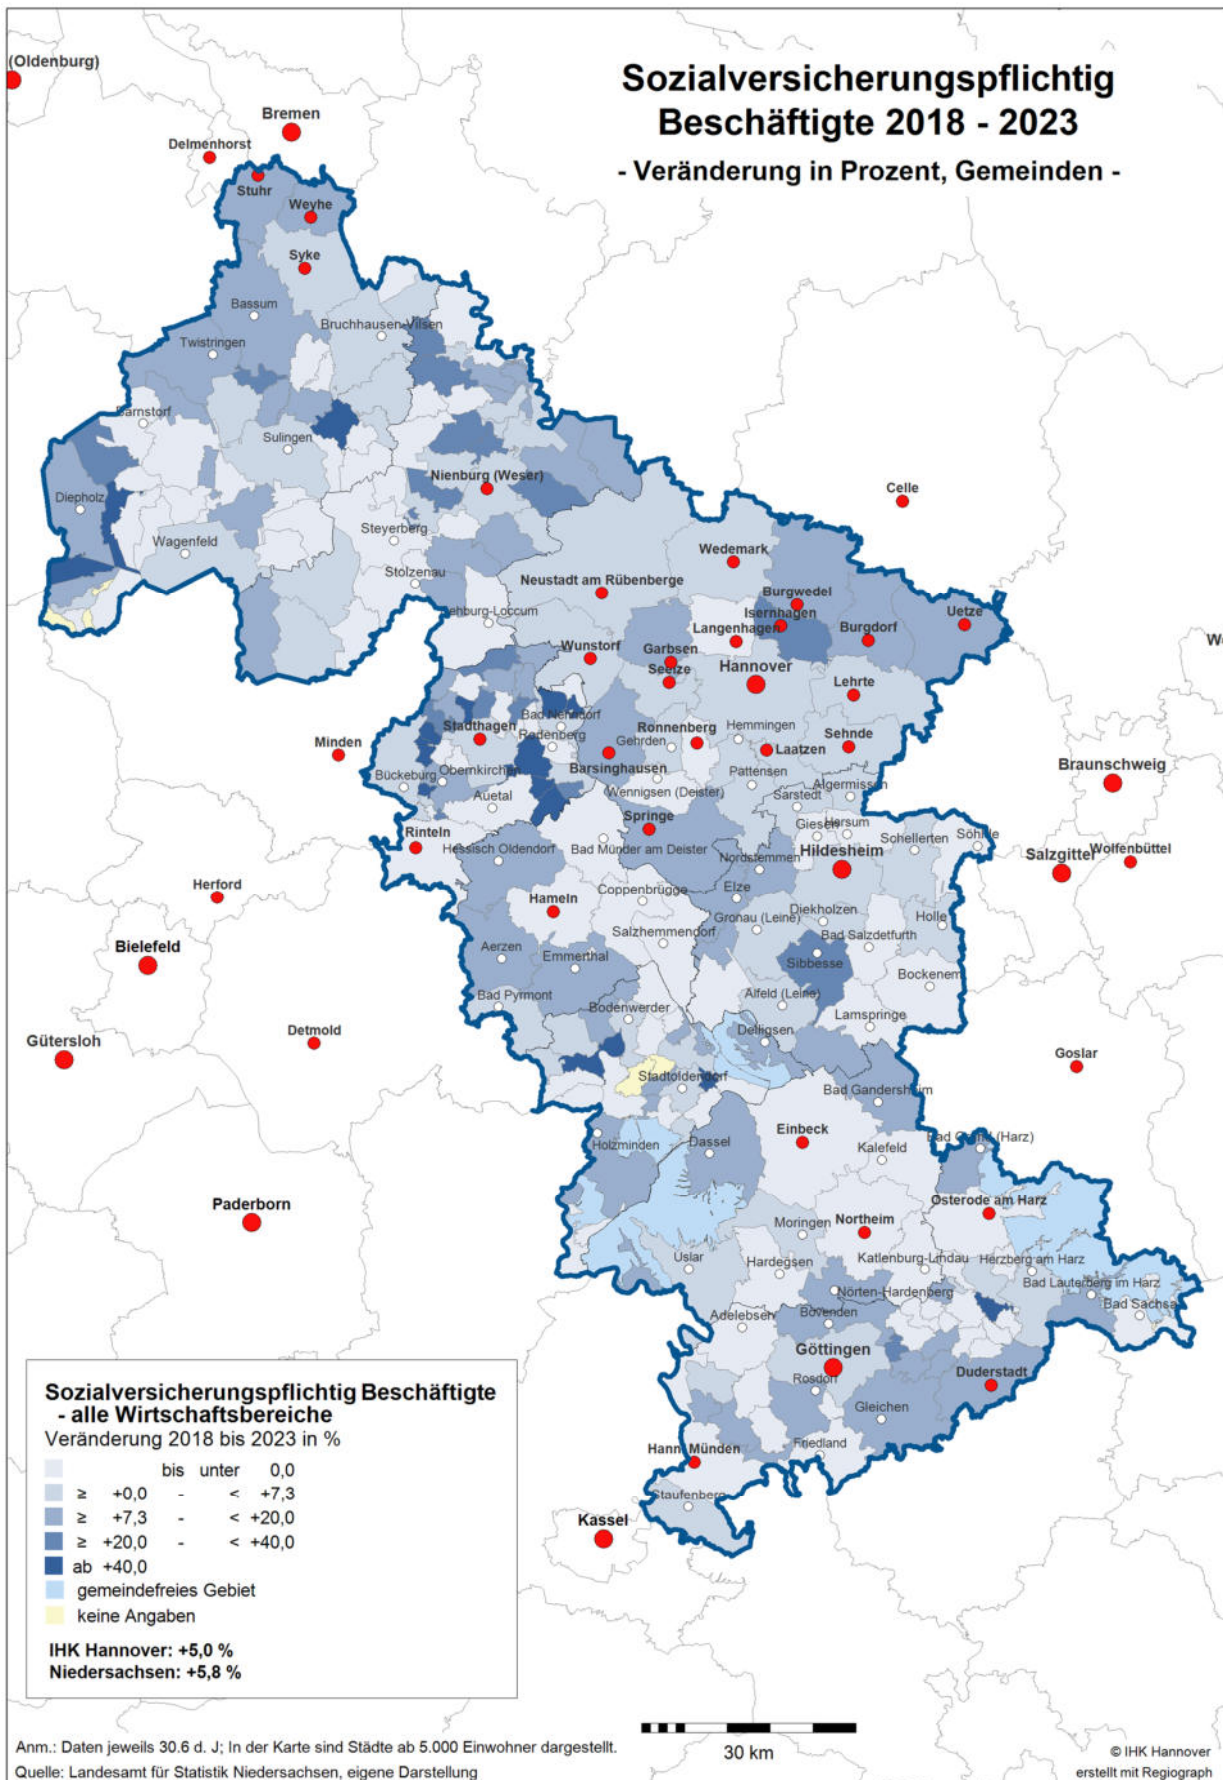 Sozialversicherungspflichtig
Beschäftigte 2018 - 2023
- Veränderung in Prozent, Gemeinden -
(Oldenburg)
Bremen
Delmenhorst
Stuhr
Weyhe
Syke
Bassum
Bruchhausen-Vilsen
Twistringen
Barnstorf
Sulingen
Nienburg (Weser)
Celle
Diepholz
Steyerberg
Wagenfeld
Wedemark
Stolzenau
Neustadt am Rübenberge
Burgwedel
Isernhagen
Uetze
Langenhagen
Burgdorf
Wunstorf
Garbsen
Seelze
Hannover
Lehrte
Bad Nenndorf
Stadthagen
Ronnenberg
Hemmingen
Sehnde
Minden
Rodenberg
Gehrden
Laatzen
Braunschweig
Bückeburg
Obernkirchen
Barsinghausen
Pattensen
Algermissen
Auetal
Wennigsen (Deister)
Sarstedt
Springe
Giesen
Harsum
Söhlde
Rinteln
Hessisch Oldendorf
Bad Münder am Deister
Nordstemmen
Hildesheim
Schellerten
Salzgitter
Wolfenbüttel
Herford
Hameln
Coppenbrügge
Elze
Gronau (Leine)
Diekholzen
Holle
Bielefeld
Salzhemmendorf
Bad Salzdetfurth
Aerzen
Emmerthal
Sibbesse
Bockenem
Bad Pyrmont
Bodenwerder
Alfeld (Leine)
Lamspringe
Detmold
Delligsen
Gütersloh
Goslar
Stadtoldendorf
Bad Gandersheim
Holzminden
Dassel
Einbeck
Kalefeld
Paderborn
Osterode am Harz
Moringen
Northeim
Uslar
Hardegsen
Katlenburg-Lindau
Herzberg am Harz
Bad Lauterberg im Harz
Nörten-Hardenberg
Bad Sachsa
Adelebsen
Bovenden
Göttingen
Duderstadt
Rosdorf
Gleichen
Hann. Münden
Friedland
Staufenberg
Kassel
Sozialversicherungspflichtig Beschäftigte
- alle Wirtschaftsbereiche
Veränderung 2018 bis 2023 in %
bis unter 0,0
≥ +0,0 - < +7,3
≥ +7,3 - < +20,0
≥ +20,0 - < +40,0
ab +40,0
gemeindefreies Gebiet
keine Angaben
IHK Hannover: +5,0 %
Niedersachsen: +5,8 %
30 km
Anm.: Daten jeweils 30.6 d. J; In der Karte sind Städte ab 5.000 Einwohner dargestellt.
Quelle: Landesamt für Statistik Niedersachsen, eigene Darstellung
© IHK Hannover
erstellt mit Regiograph